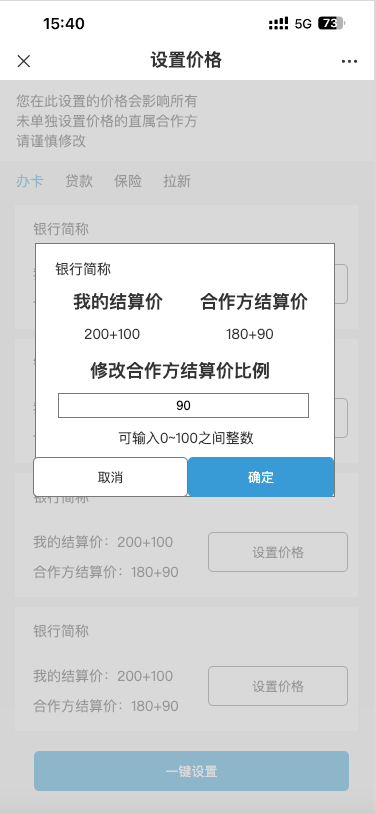 15:40
5G
73
设置价格
您在此设置的价格会影响所有
未单独设置价格的直属合作方
请谨慎修改
办卡 贷款 保险 拉新
银行简称
银行简称
我的结算价 合作方结算价
200+100 180+90
修改合作方结算价比例
90
可输入0~100之间整数
取消 确定
银行简称
我的结算价：200+100
设置价格
合作方结算价：180+90
银行简称
我的结算价：200+100
设置价格
合作方结算价：180+90
一键设置